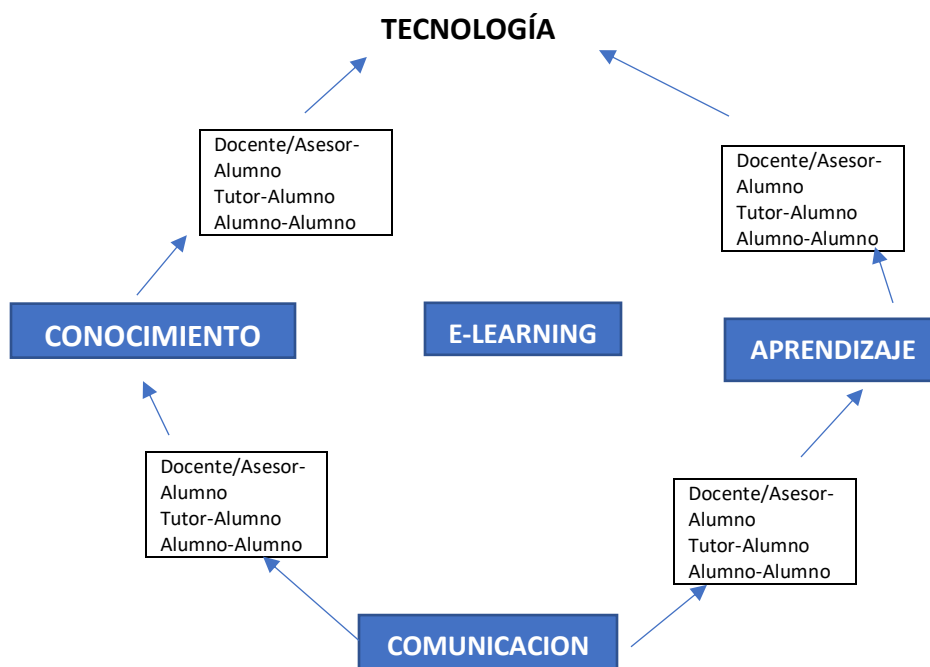 TECNOLOGÍA
Docente/Asesor-
Alumno
Tutor-Alumno
Alumno-Alumno
Docente/Asesor-
Alumno
Tutor-Alumno
Alumno-Alumno
CONOCIMIENTO
E-LEARNING
APRENDIZAJE
Docente/Asesor-
Alumno
Tutor-Alumno
Alumno-Alumno
Docente/Asesor-
Alumno
Tutor-Alumno
Alumno-Alumno
COMUNICACION